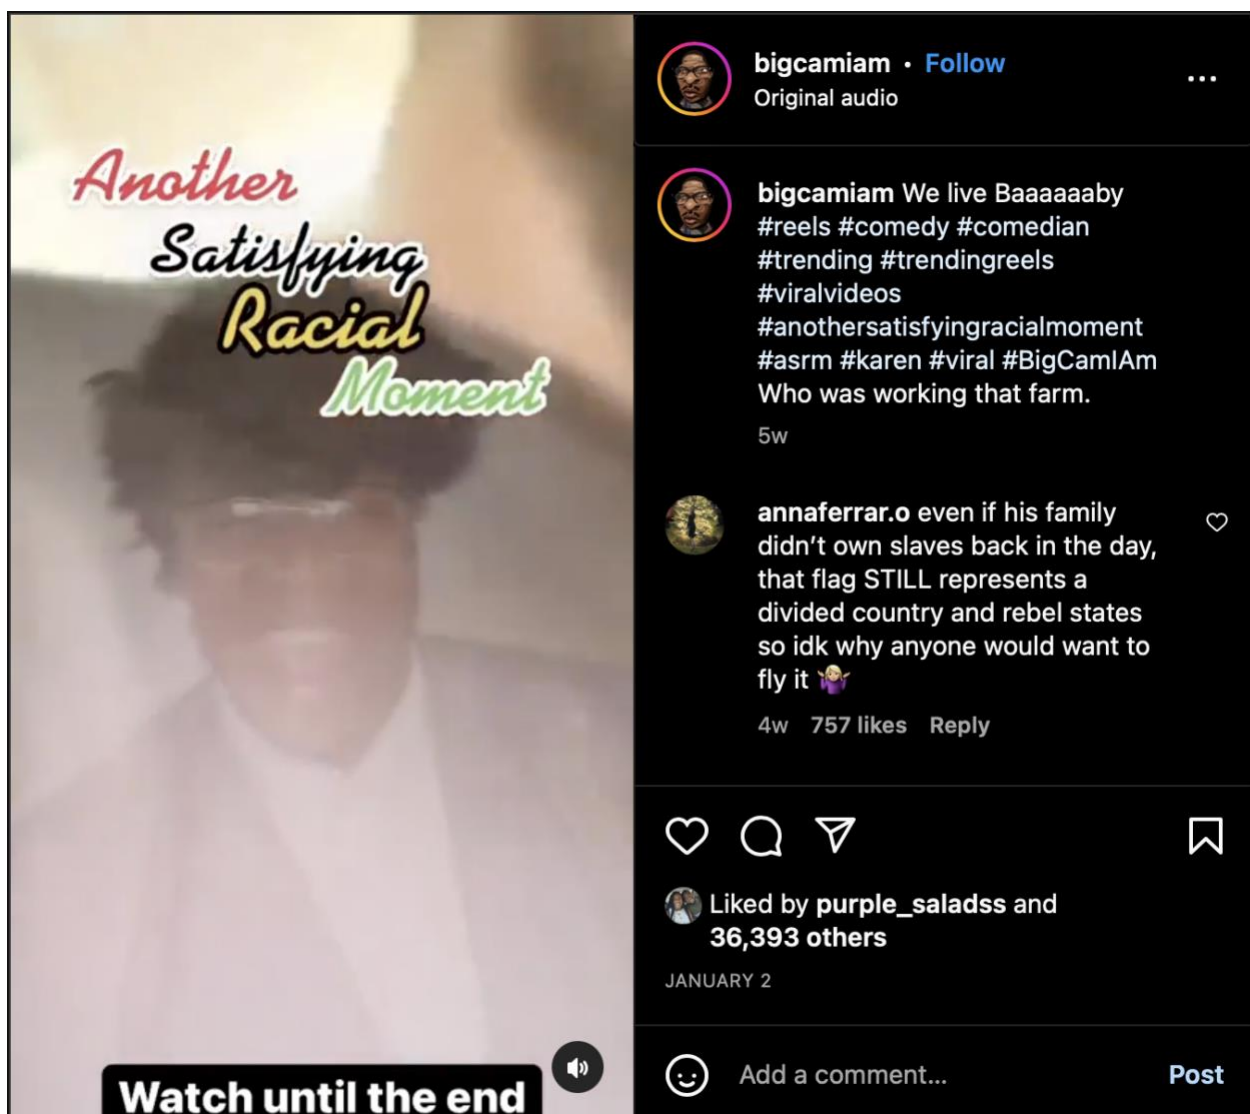 Another
Satisfying
Racial
Moment
Watch until the end
bigcamiam • Follow
Original audio
bigcamiam We live Baaaaaaby
#reels #comedy #comedian
#trending #trendingreels
#viralvideos
#anothersatisfyingracialmoment
#asrm #karen #viral #BigCamIAm
Who was working that farm.
5w
annaferrar.o even if his family
didn’t own slaves back in the day,
that flag STILL represents a
divided country and rebel states
so idk why anyone would want to
fly it 🤷🏼‍♀️
4w 757 likes Reply
Liked by purple_saladss and
36,393 others
JANUARY 2
Add a comment...
Post